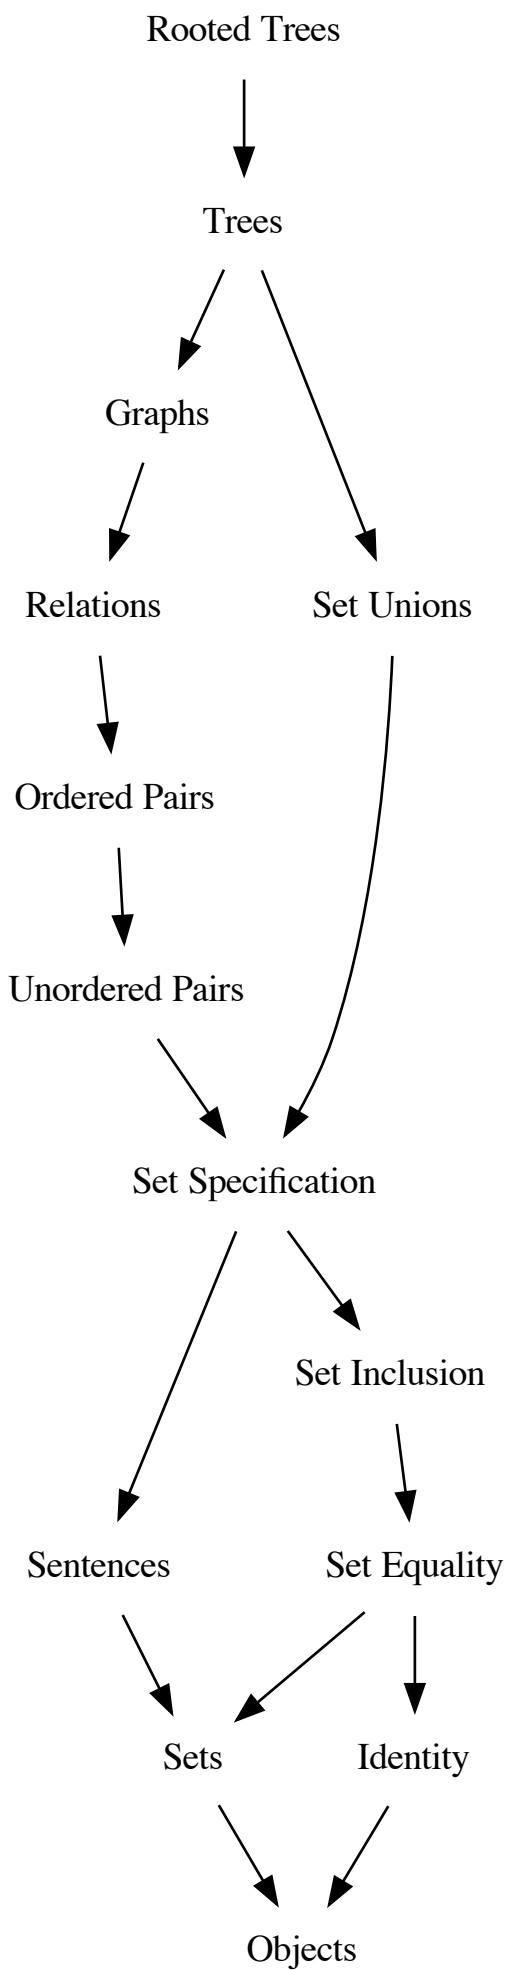 Rooted Trees
Trees
Graphs
Relations
Set Unions
Ordered Pairs
Unordered Pairs
Set Specification
Set Inclusion
Sentences
Set Equality
Sets
Identity
Objects